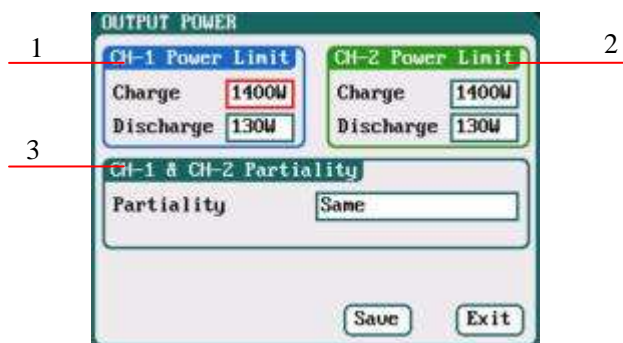 OUTPUT POWER
1
2
CH-1 Power Limit
CH-2 Power Limit
Charge 1400W
Charge 1400W
Discharge 130W
Discharge 130W
3
CH-1 & CH-2 Partiality
Partiality Same
Save
Exit